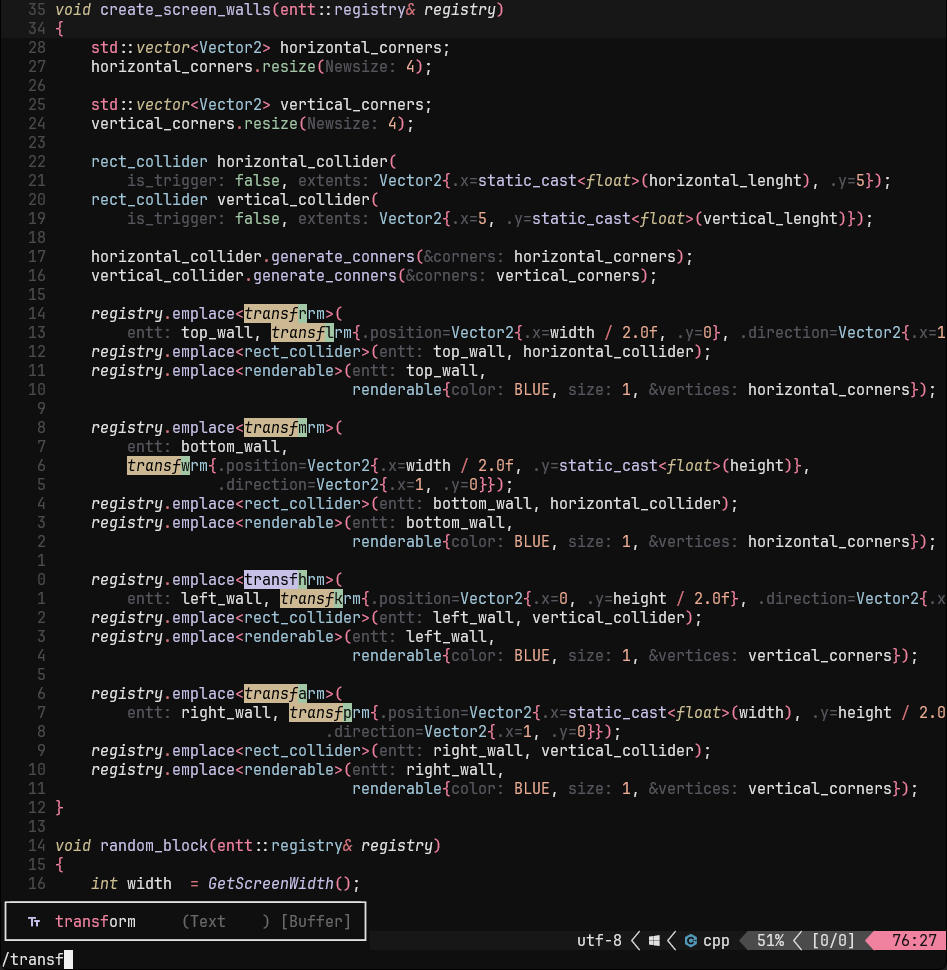 35 void create_screen_walls(entt::registry& registry)
34 {
28 std::vector<Vector2> horizontal_corners;
27 horizontal_corners.resize(Newsize: 4);
26
25 std::vector<Vector2> vertical_corners;
24 vertical_corners.resize(Newsize: 4);
23
22 rect_collider horizontal_collider(
21 is_trigger: false, extents: Vector2{.x=static_cast<float>(horizontal_lenght), .y=5});
20 rect_collider vertical_collider(
19 is_trigger: false, extents: Vector2{.x=5, .y=static_cast<float>(vertical_lenght)});
18
17 horizontal_collider.generate_conners(&corners: horizontal_corners);
16 vertical_collider.generate_conners(&corners: vertical_corners);
15
14 registry.emplace<transfrrm>(
13 entt: top_wall, transflrm{.position=Vector2{.x=width / 2.0f, .y=0}, .direction=Vector2{.x=1
12 registry.emplace<rect_collider>(entt: top_wall, horizontal_collider);
11 registry.emplace<renderable>(entt: top_wall,
10 renderable{color: BLUE, size: 1, &vertices: horizontal_corners});
9
8 registry.emplace<transfmrm>(
7 entt: bottom_wall,
6 transfwrm{.position=Vector2{.x=width / 2.0f, .y=static_cast<float>(height)},
5 .direction=Vector2{.x=1, .y=0}});
4 registry.emplace<rect_collider>(entt: bottom_wall, horizontal_collider);
3 registry.emplace<renderable>(entt: bottom_wall,
2 renderable{color: BLUE, size: 1, &vertices: horizontal_corners});
1
0 registry.emplace<transfhrm>(
1 entt: left_wall, transfkrm{.position=Vector2{.x=0, .y=height / 2.0f}, .direction=Vector2{.x
2 registry.emplace<rect_collider>(entt: left_wall, vertical_collider);
3 registry.emplace<renderable>(entt: left_wall,
4 renderable{color: BLUE, size: 1, &vertices: vertical_corners});
5
6 registry.emplace<transfarm>(
7 entt: right_wall, transfprm{.position=Vector2{.x=static_cast<float>(width), .y=height / 2.0
8 .direction=Vector2{.x=1, .y=0}});
9 registry.emplace<rect_collider>(entt: right_wall, vertical_collider);
10 registry.emplace<renderable>(entt: right_wall,
11 renderable{color: BLUE, size: 1, &vertices: vertical_corners});
12 }
13
14 void random_block(entt::registry& registry)
15 {
16 int width = GetScreenWidth();
Tт transform (Text ) [Buffer]
utf-8 cpp 51% [0/0] 76:27
/transf